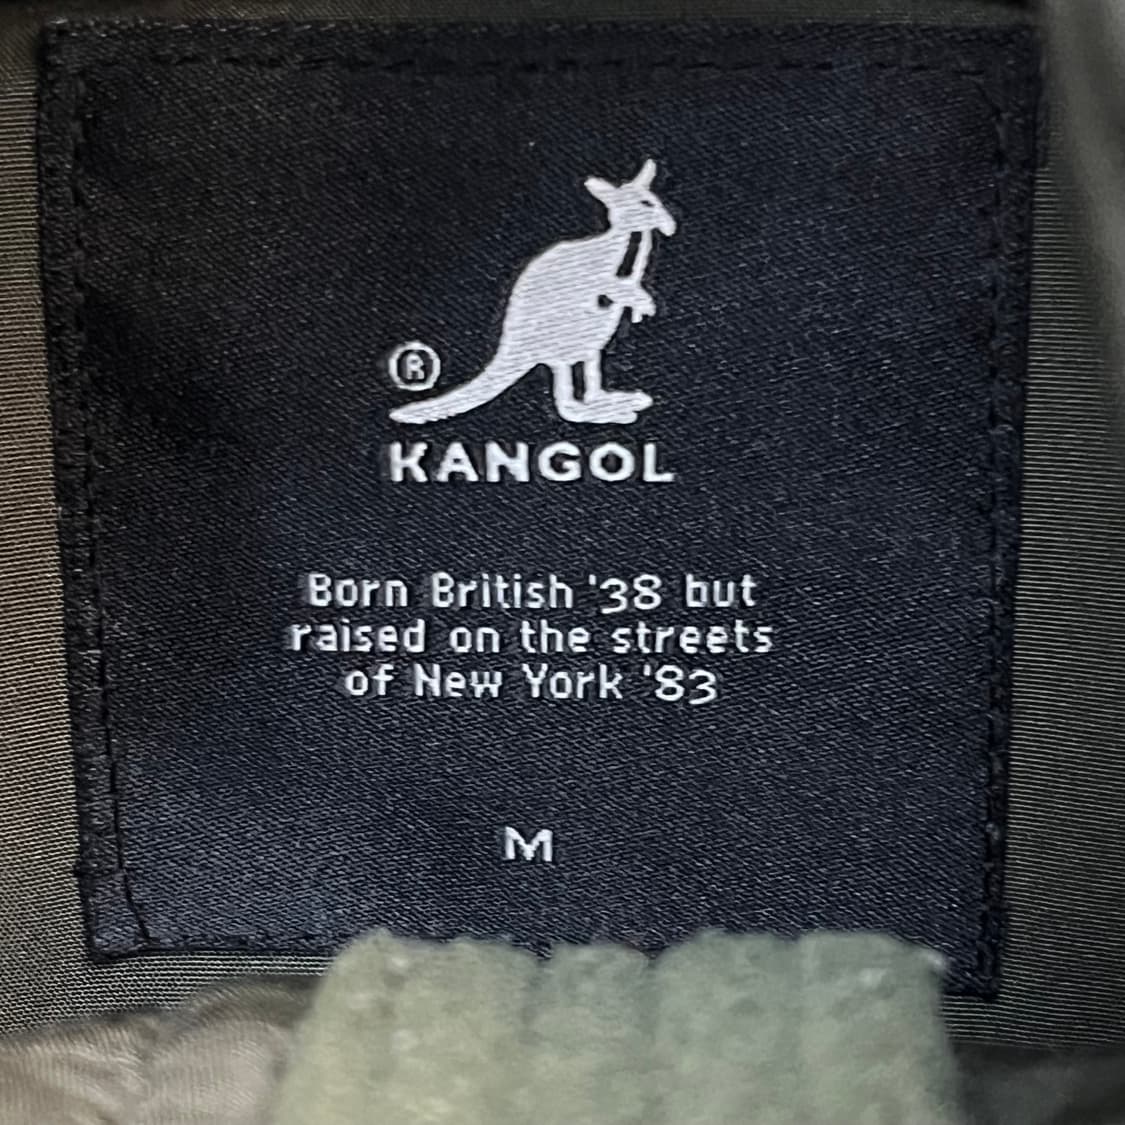 ®
KANGOL
Born British '38 but
raised on the streets
of New York '83
M